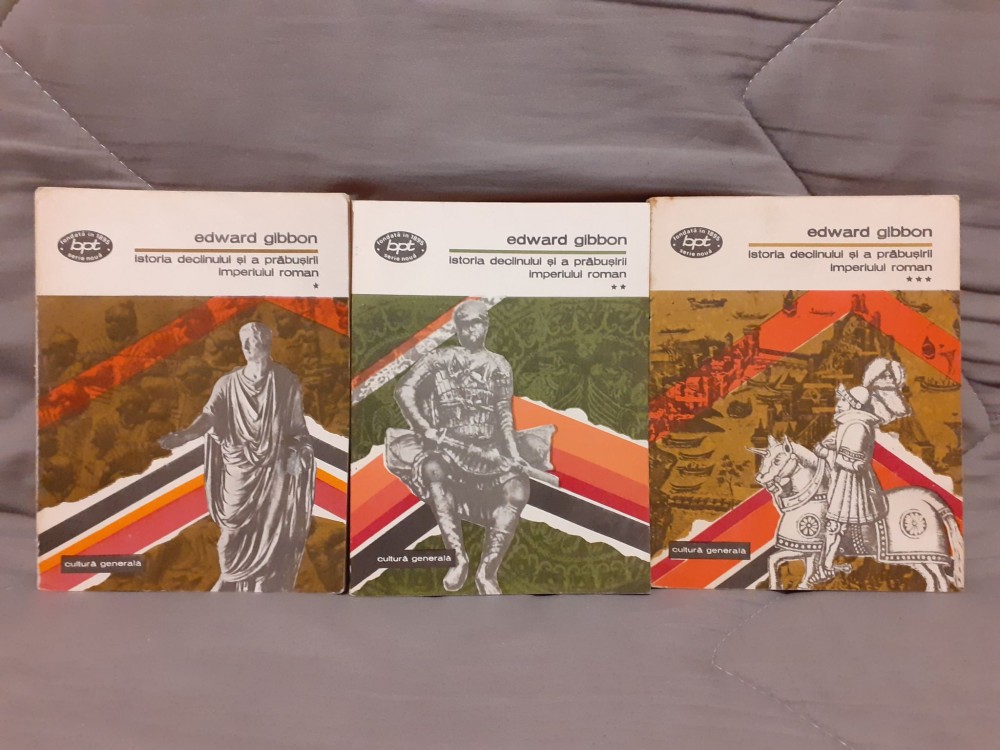 fondată în 1895
bpt
serie nouă
edward gibbon
istoria declinului și a prăbușirii
imperiului roman
*
cultură generală
fondată în 1895
bpt
serie nouă
edward gibbon
istoria declinului și a prăbușirii
imperiului roman
**
cultură generală
fondată în 1895
bpt
serie nouă
edward gibbon
istoria declinului și a prăbușirii
imperiului roman
***
cultură generală